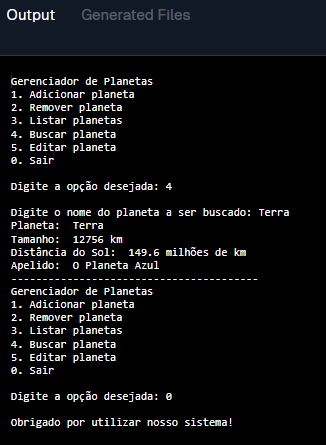 Output Generated Files
Gerenciador de Planetas
1. Adicionar planeta
2. Remover planeta
3. Listar planetas
4. Buscar planeta
5. Editar planeta
0. Sair
Digite a opção desejada: 4
Digite o nome do planeta a ser buscado: Terra
Planeta:  Terra
Tamanho:  12756 km
Distância do Sol:  149.6 milhões de km
Apelido:  O Planeta Azul
----------------------------------------
Gerenciador de Planetas
1. Adicionar planeta
2. Remover planeta
3. Listar planetas
4. Buscar planeta
5. Editar planeta
0. Sair
Digite a opção desejada: 0
Obrigado por utilizar nosso sistema!